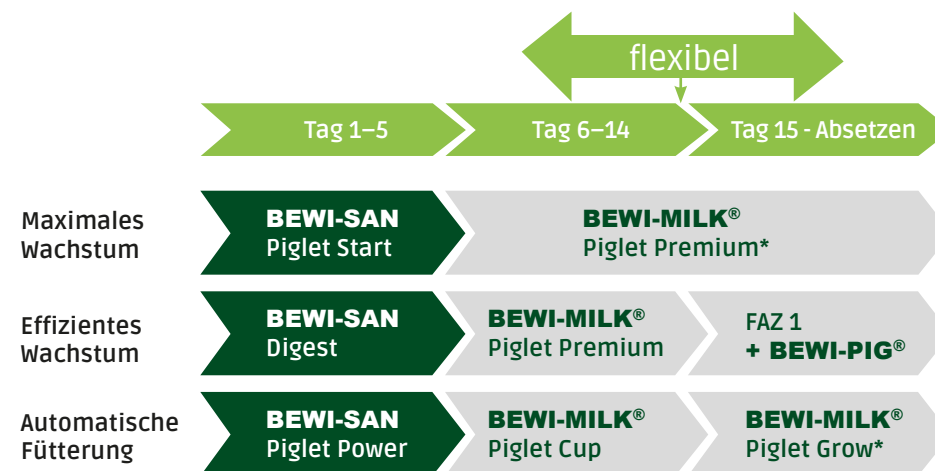 flexibel
Tag 1–5
Tag 6–14
Tag 15 - Absetzen
Maximales
Wachstum
BEWI-SAN
Piglet Start
BEWI-MILK®
Piglet Premium*
Effizientes
Wachstum
BEWI-SAN
Digest
BEWI-MILK®
Piglet Premium
FAZ 1
+ BEWI-PIG®
Automatische
Fütterung
BEWI-SAN
Piglet Power
BEWI-MILK®
Piglet Cup
BEWI-MILK®
Piglet Grow*